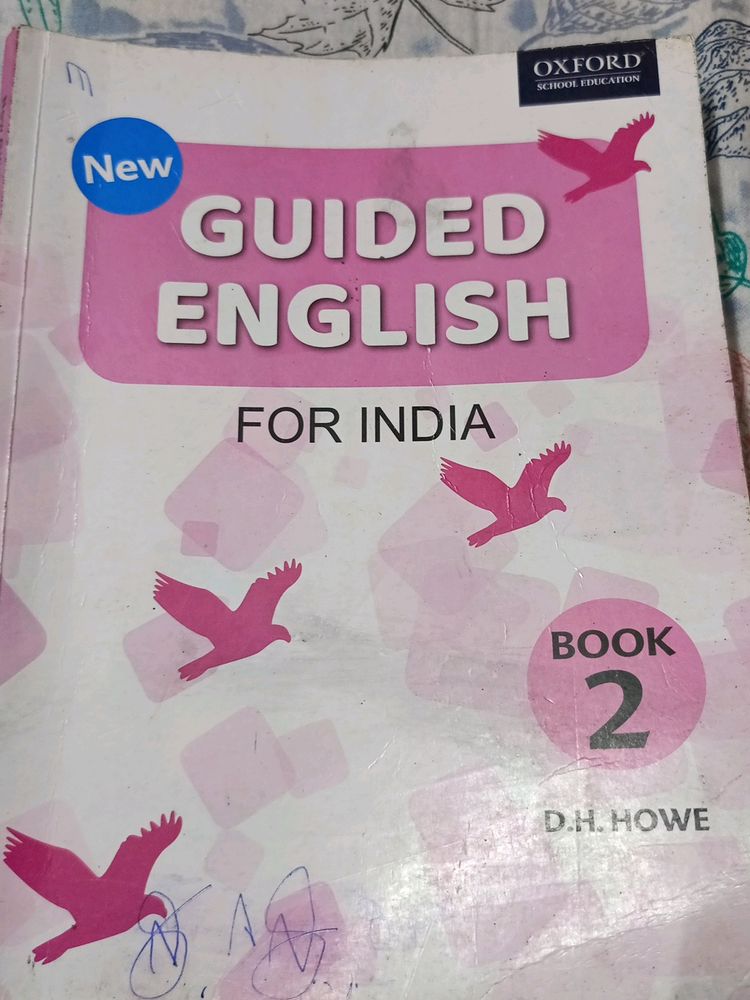 OXFORD
SCHOOL EDUCATION
New
GUIDED
ENGLISH
FOR INDIA
BOOK
2
D.H. HOWE